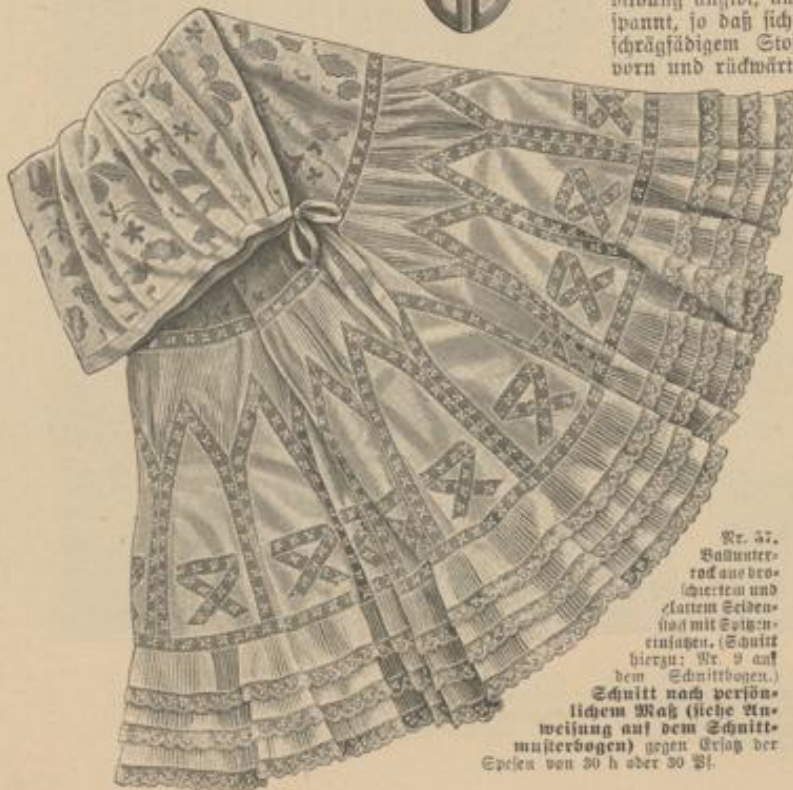 bildung angibt, an
spannt, so daß sich
schrägfädigem Sto
vorn und rückwärt
Nr. 37.
Ballunter-
rock aus bro-
schiertem und
glattem Seiden-
stoff mit Spitzen-
einsätzen. (Schnitt
hierzu: Nr. 9 auf
dem Schnittbogen.)
Schnitt nach persön-
lichem Maß (siehe An-
weisung auf dem Schnitt-
musterbogen) gegen Ersatz der
Spesen von 30 h oder 30 Pf.